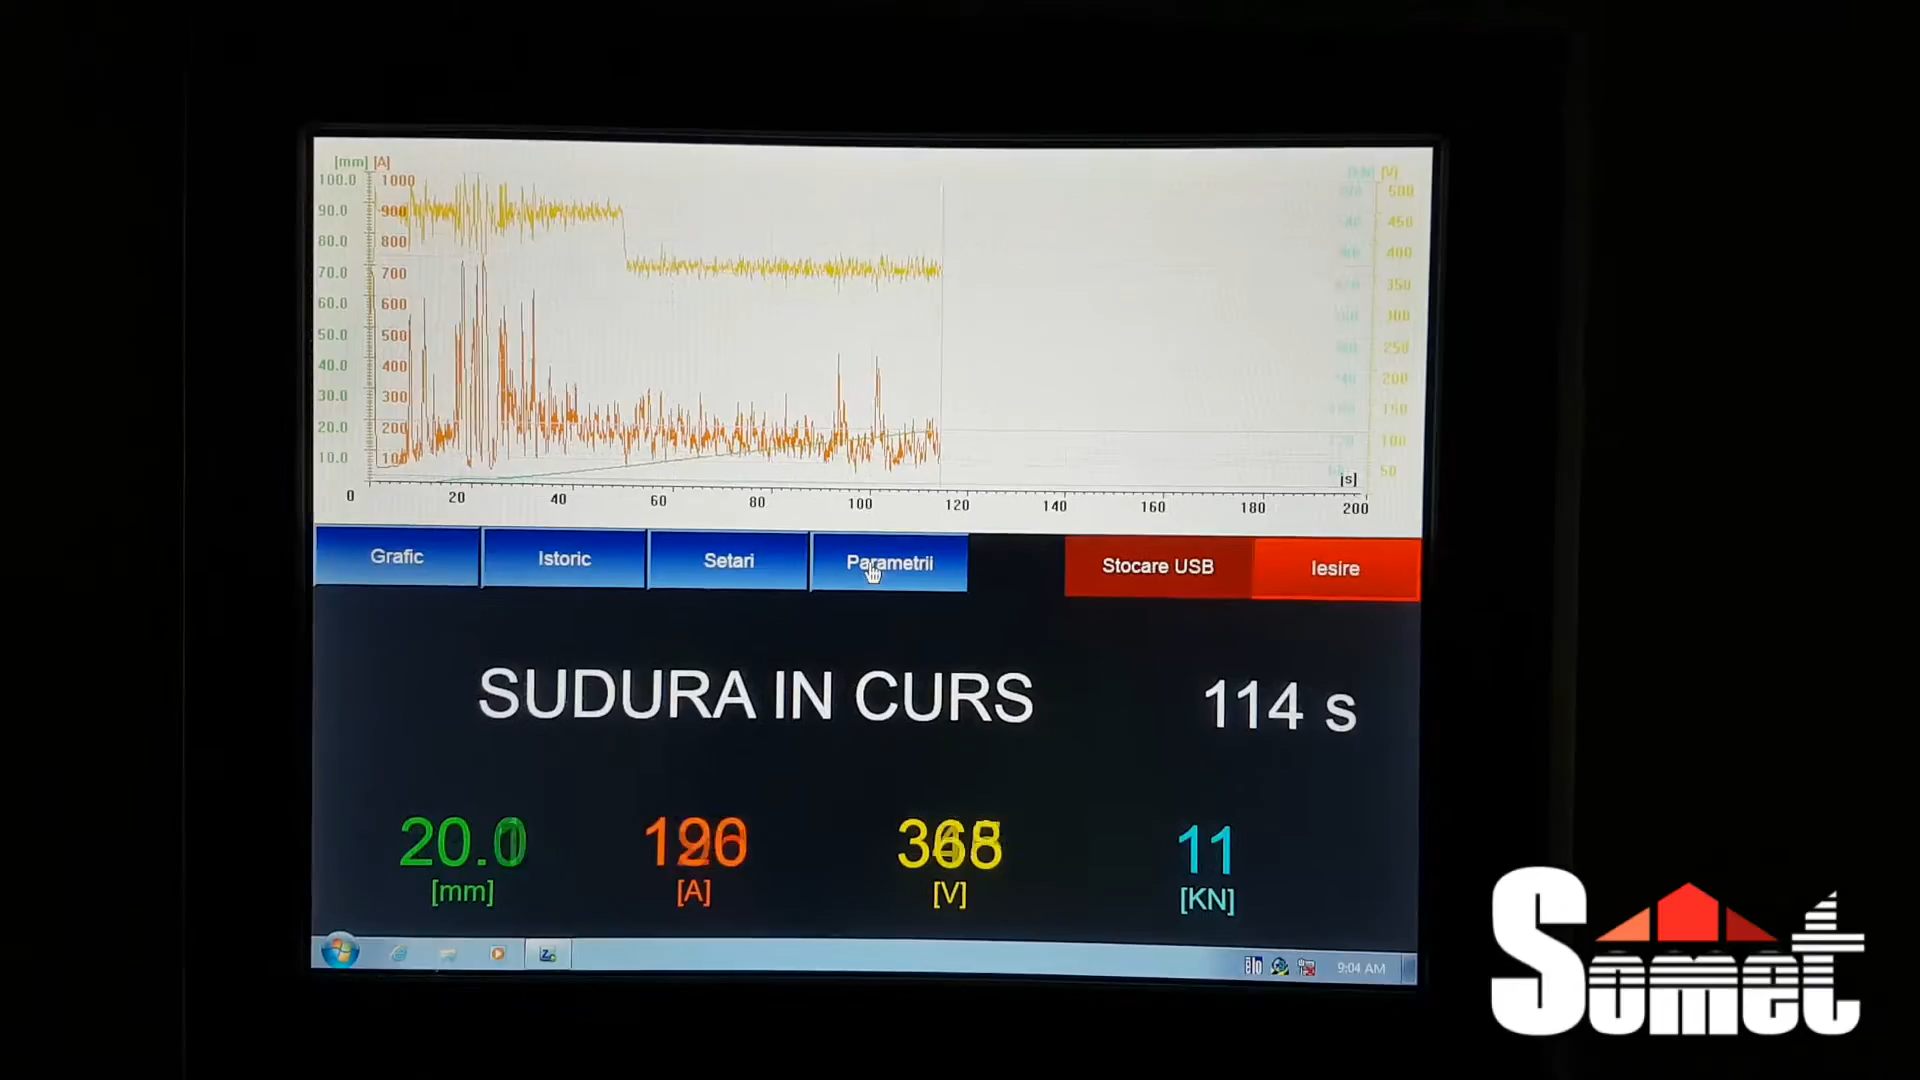 [mm] [A] [V]
100.0 1000 500
90.0 900 450
80.0 800 400
70.0 700 350
60.0 600 300
50.0 500 250
40.0 400 200
30.0 300 150
20.0 200 100
10.0 100 50
[s]
0 20 40 60 80 100 120 140 160 180 200
Grafic Istoric Setari Parametrii Stocare USB Iesire
SUDURA IN CURS 114 s
11
[mm] [A] [V] [KN]
elo 9:04 AM
Somet